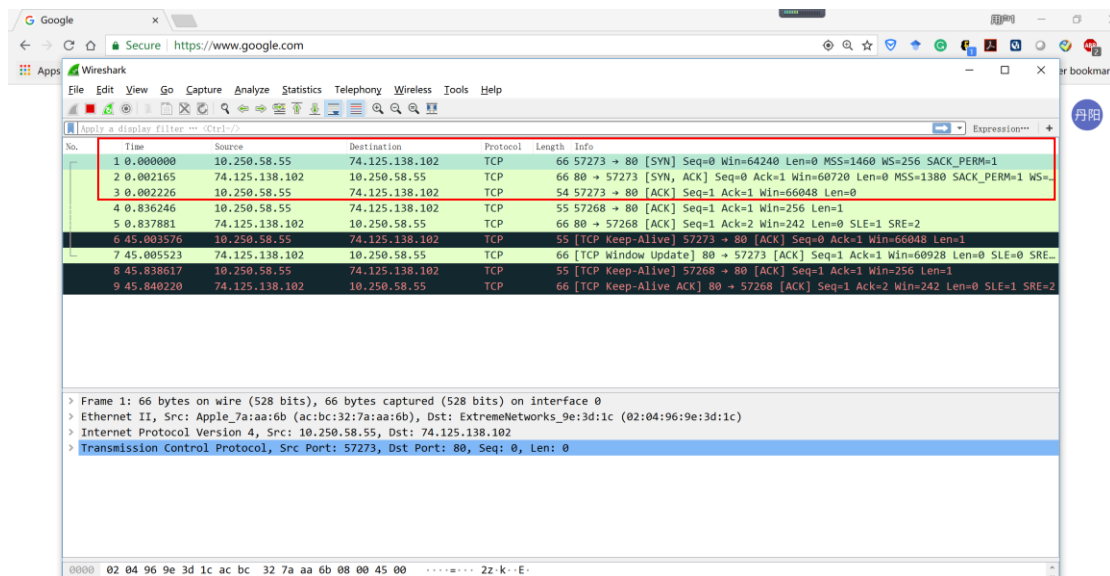 Google
Secure https://www.google.com
Apps
er bookmar
Wireshark
File Edit View Go Capture Analyze Statistics Telephony Wireless Tools Help
Apply a display filter ··· <Ctrl-/>
Expression···
丹阳
No. Time Source Destination Protocol Length Info
1 0.000000 10.250.58.55 74.125.138.102 TCP 66 57273 → 80 [SYN] Seq=0 Win=64240 Len=0 MSS=1460 WS=256 SACK_PERM=1
2 0.002165 74.125.138.102 10.250.58.55 TCP 66 80 → 57273 [SYN, ACK] Seq=0 Ack=1 Win=60720 Len=0 MSS=1380 SACK_PERM=1 WS=…
3 0.002226 10.250.58.55 74.125.138.102 TCP 54 57273 → 80 [ACK] Seq=1 Ack=1 Win=66048 Len=0
4 0.836246 10.250.58.55 74.125.138.102 TCP 55 57268 → 80 [ACK] Seq=1 Ack=1 Win=256 Len=1
5 0.837881 74.125.138.102 10.250.58.55 TCP 66 80 → 57268 [ACK] Seq=1 Ack=2 Win=242 Len=0 SLE=1 SRE=2
6 45.003576 10.250.58.55 74.125.138.102 TCP 55 [TCP Keep-Alive] 57273 → 80 [ACK] Seq=0 Ack=1 Win=66048 Len=1
7 45.005523 74.125.138.102 10.250.58.55 TCP 66 [TCP Window Update] 80 → 57273 [ACK] Seq=1 Ack=1 Win=60928 Len=0 SLE=0 SRE…
8 45.838617 10.250.58.55 74.125.138.102 TCP 55 [TCP Keep-Alive] 57268 → 80 [ACK] Seq=1 Ack=1 Win=256 Len=1
9 45.840220 74.125.138.102 10.250.58.55 TCP 66 [TCP Keep-Alive ACK] 80 → 57268 [ACK] Seq=1 Ack=2 Win=242 Len=0 SLE=1 SRE=2
> Frame 1: 66 bytes on wire (528 bits), 66 bytes captured (528 bits) on interface 0
> Ethernet II, Src: Apple_7a:aa:6b (ac:bc:32:7a:aa:6b), Dst: ExtremeNetworks_9e:3d:1c (02:04:96:9e:3d:1c)
> Internet Protocol Version 4, Src: 10.250.58.55, Dst: 74.125.138.102
> Transmission Control Protocol, Src Port: 57273, Dst Port: 80, Seq: 0, Len: 0
0000 02 04 96 9e 3d 1c ac bc 32 7a aa 6b 08 00 45 00 ····=··· 2z·k··E·